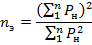 nэ = (∑₁ⁿ Pн)² / ∑₁ⁿ Pн²